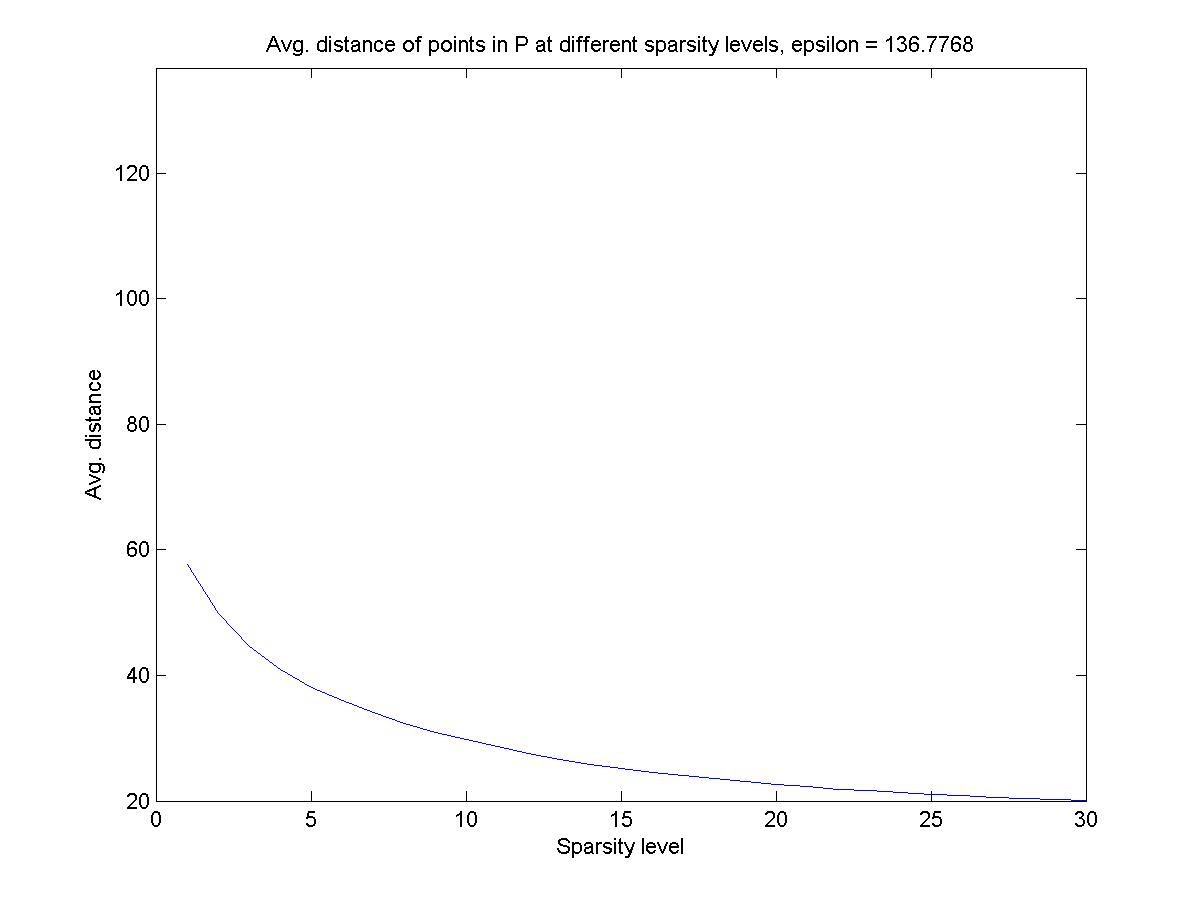 Avg. distance of points in P at different sparsity levels, epsilon = 136.7768
120
100
80
60
40
20
Avg. distance
0 5 10 15 20 25 30
Sparsity level